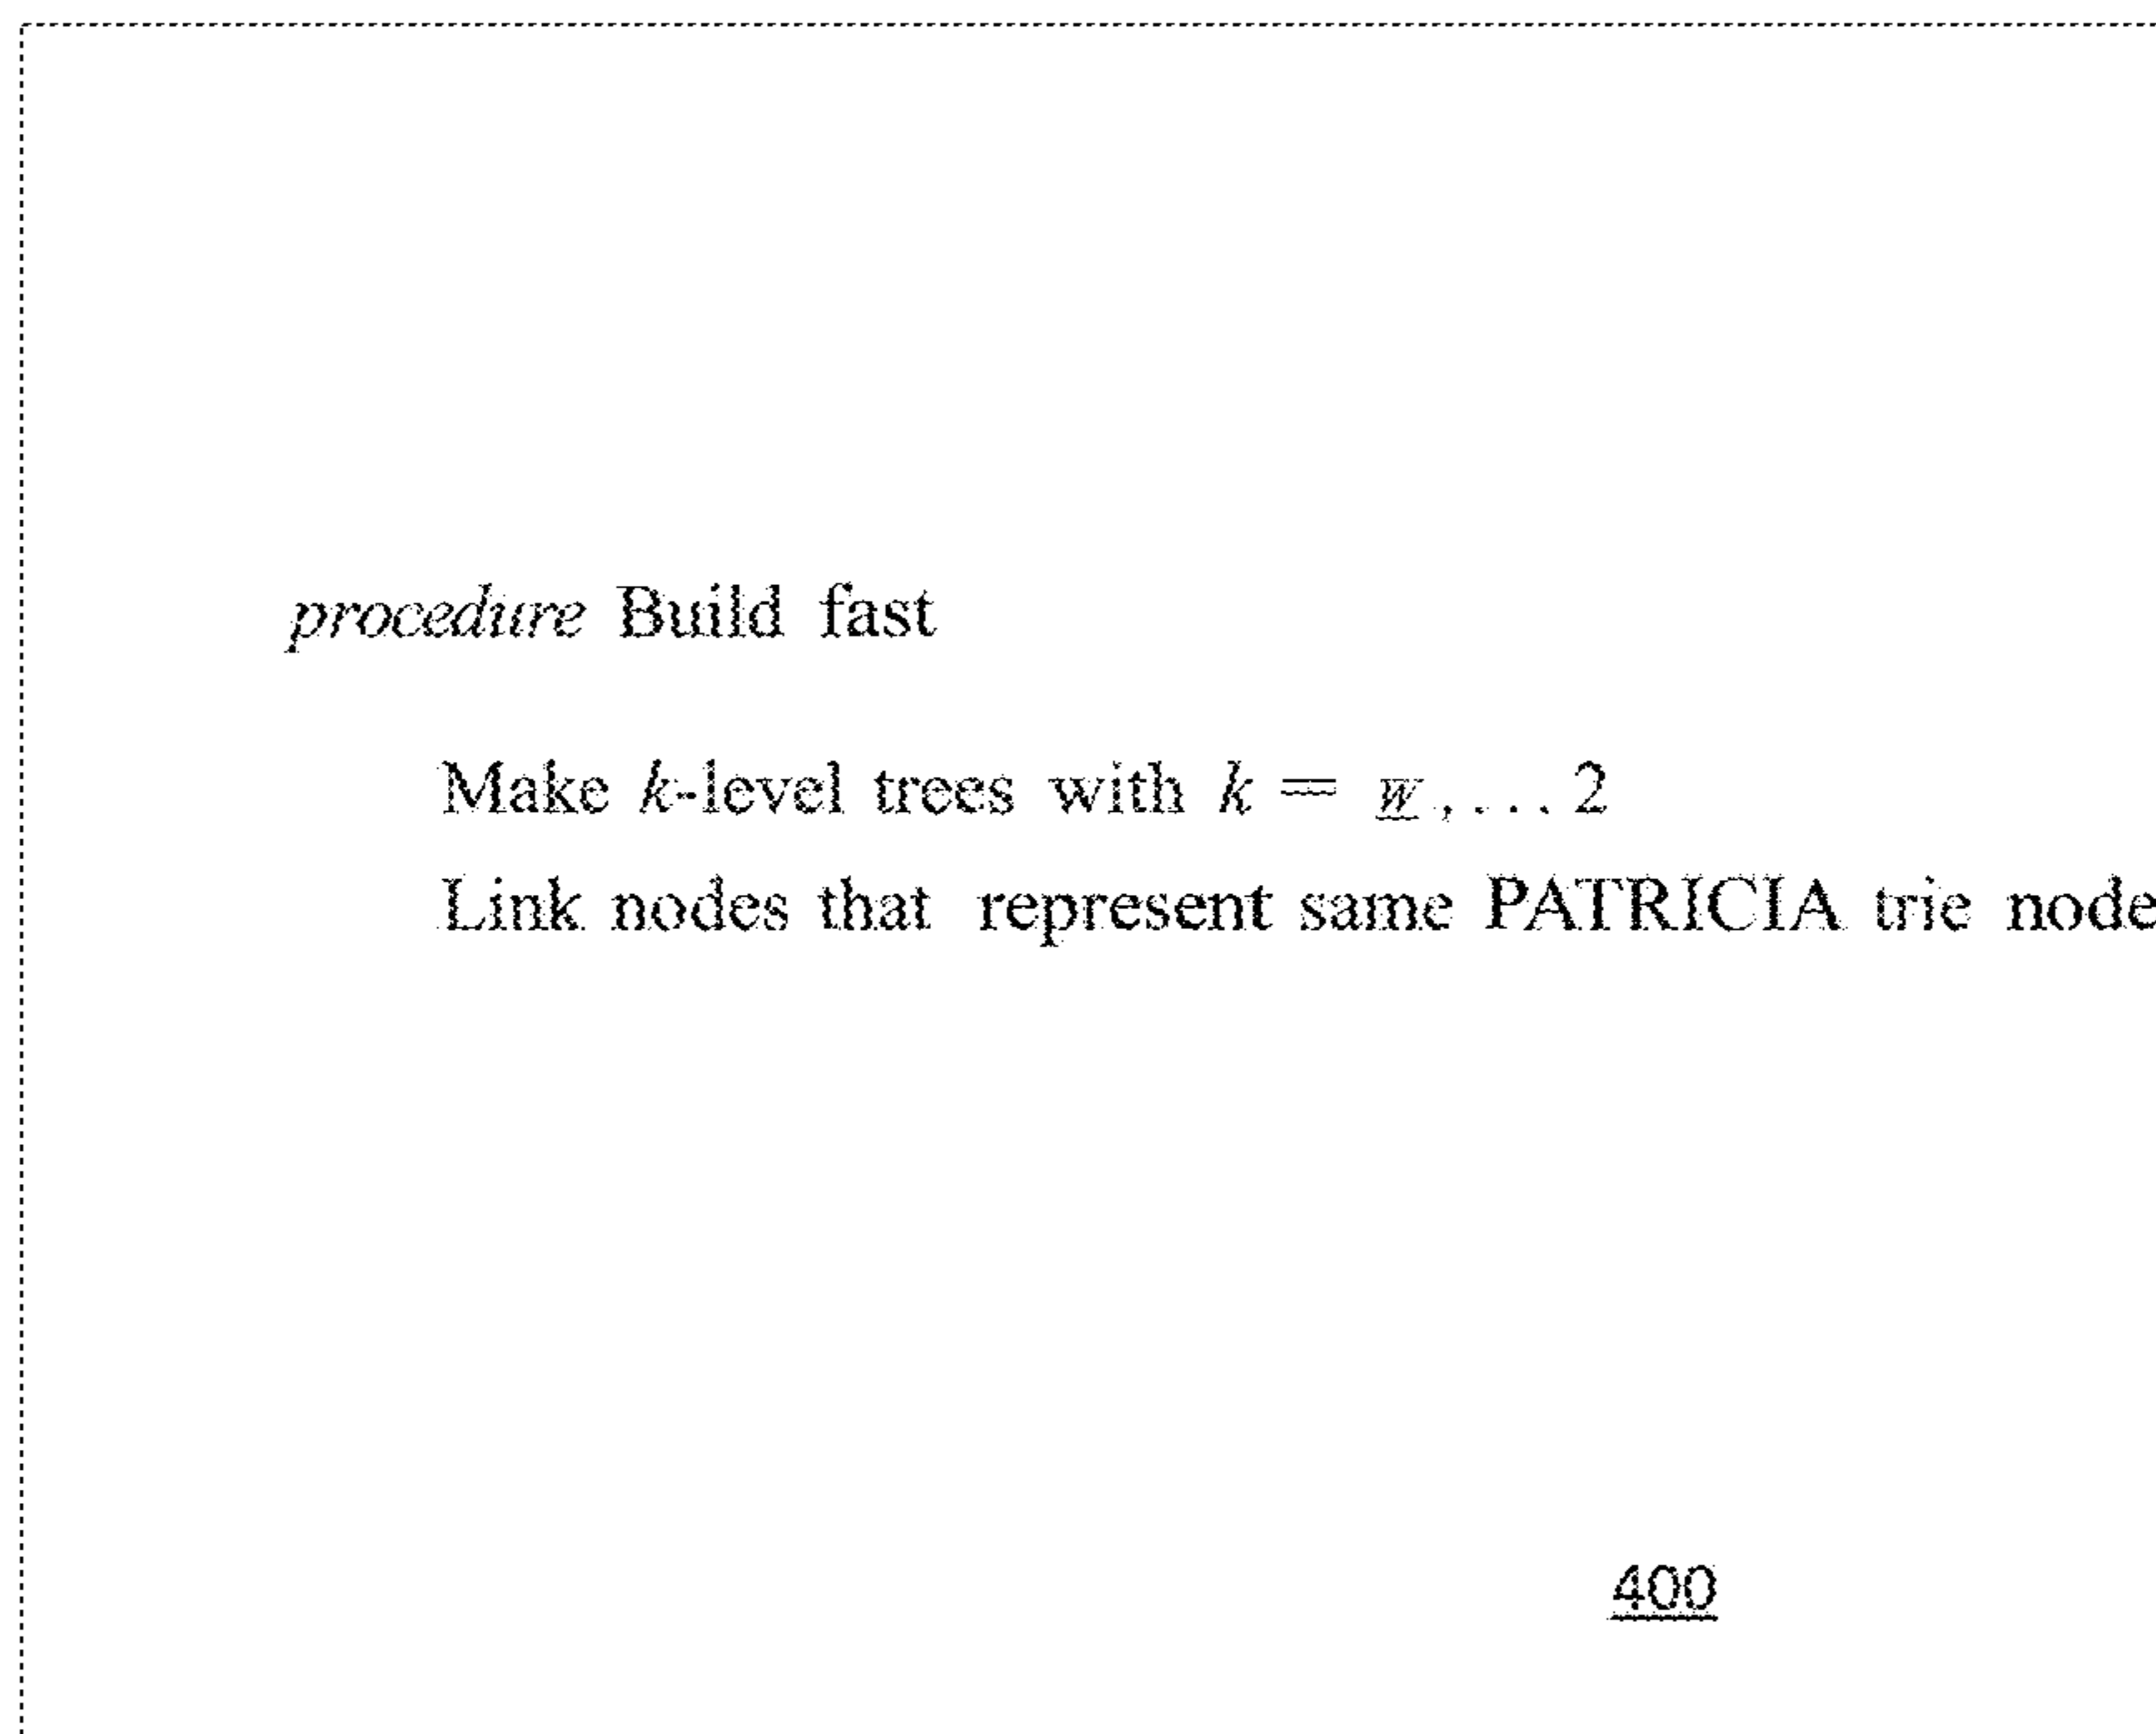 procedure Build fast
Make k-level trees with k = w,...2
Link nodes that represent same PATRICIA trie node
400